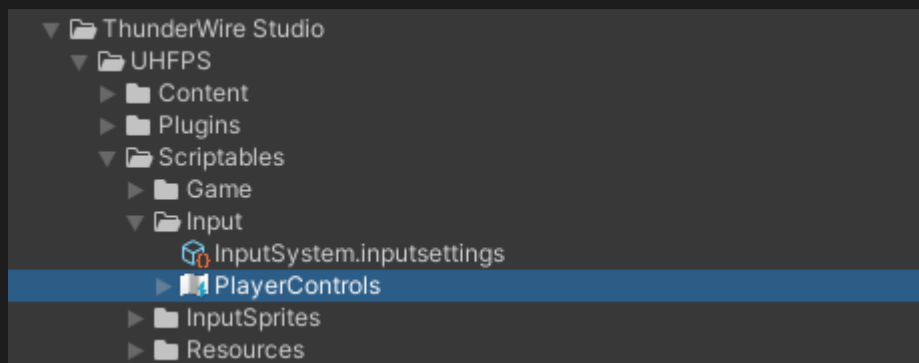 ThunderWire Studio
UHFPS
Content
Plugins
Scriptables
Game
Input
InputSystem.inputsettings
PlayerControls
InputSprites
Resources